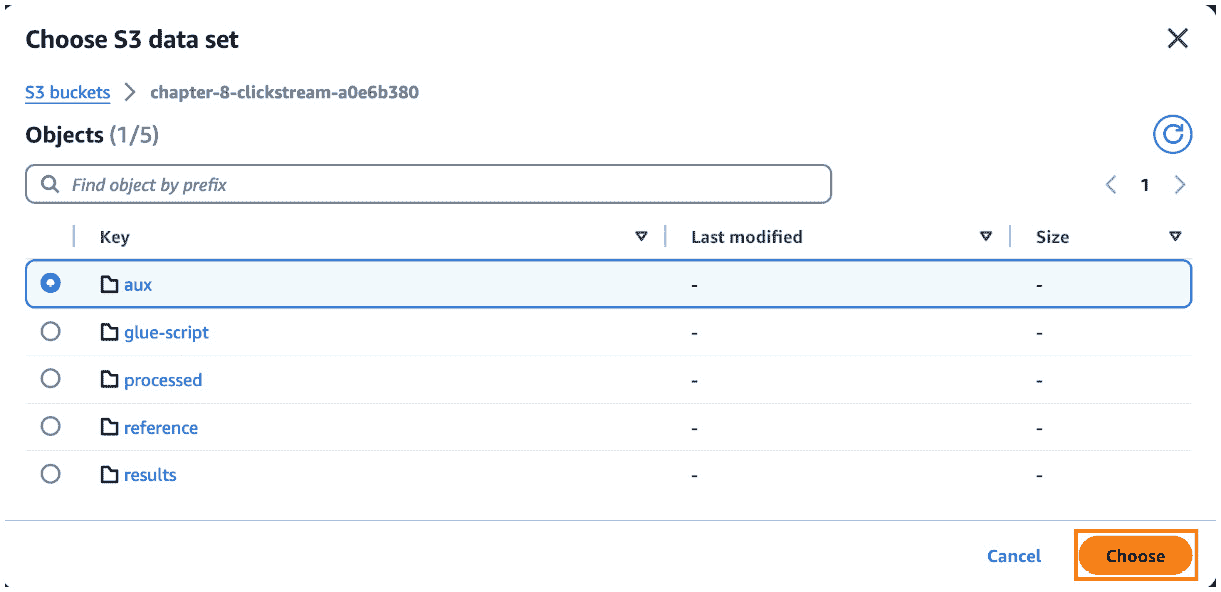 Choose S3 data set
S3 buckets > chapter-8-clickstream-a0e6b380
Objects (1/5)
Find object by prefix
1
Key Last modified Size
aux - -
glue-script - -
processed - -
reference - -
results - -
Cancel Choose